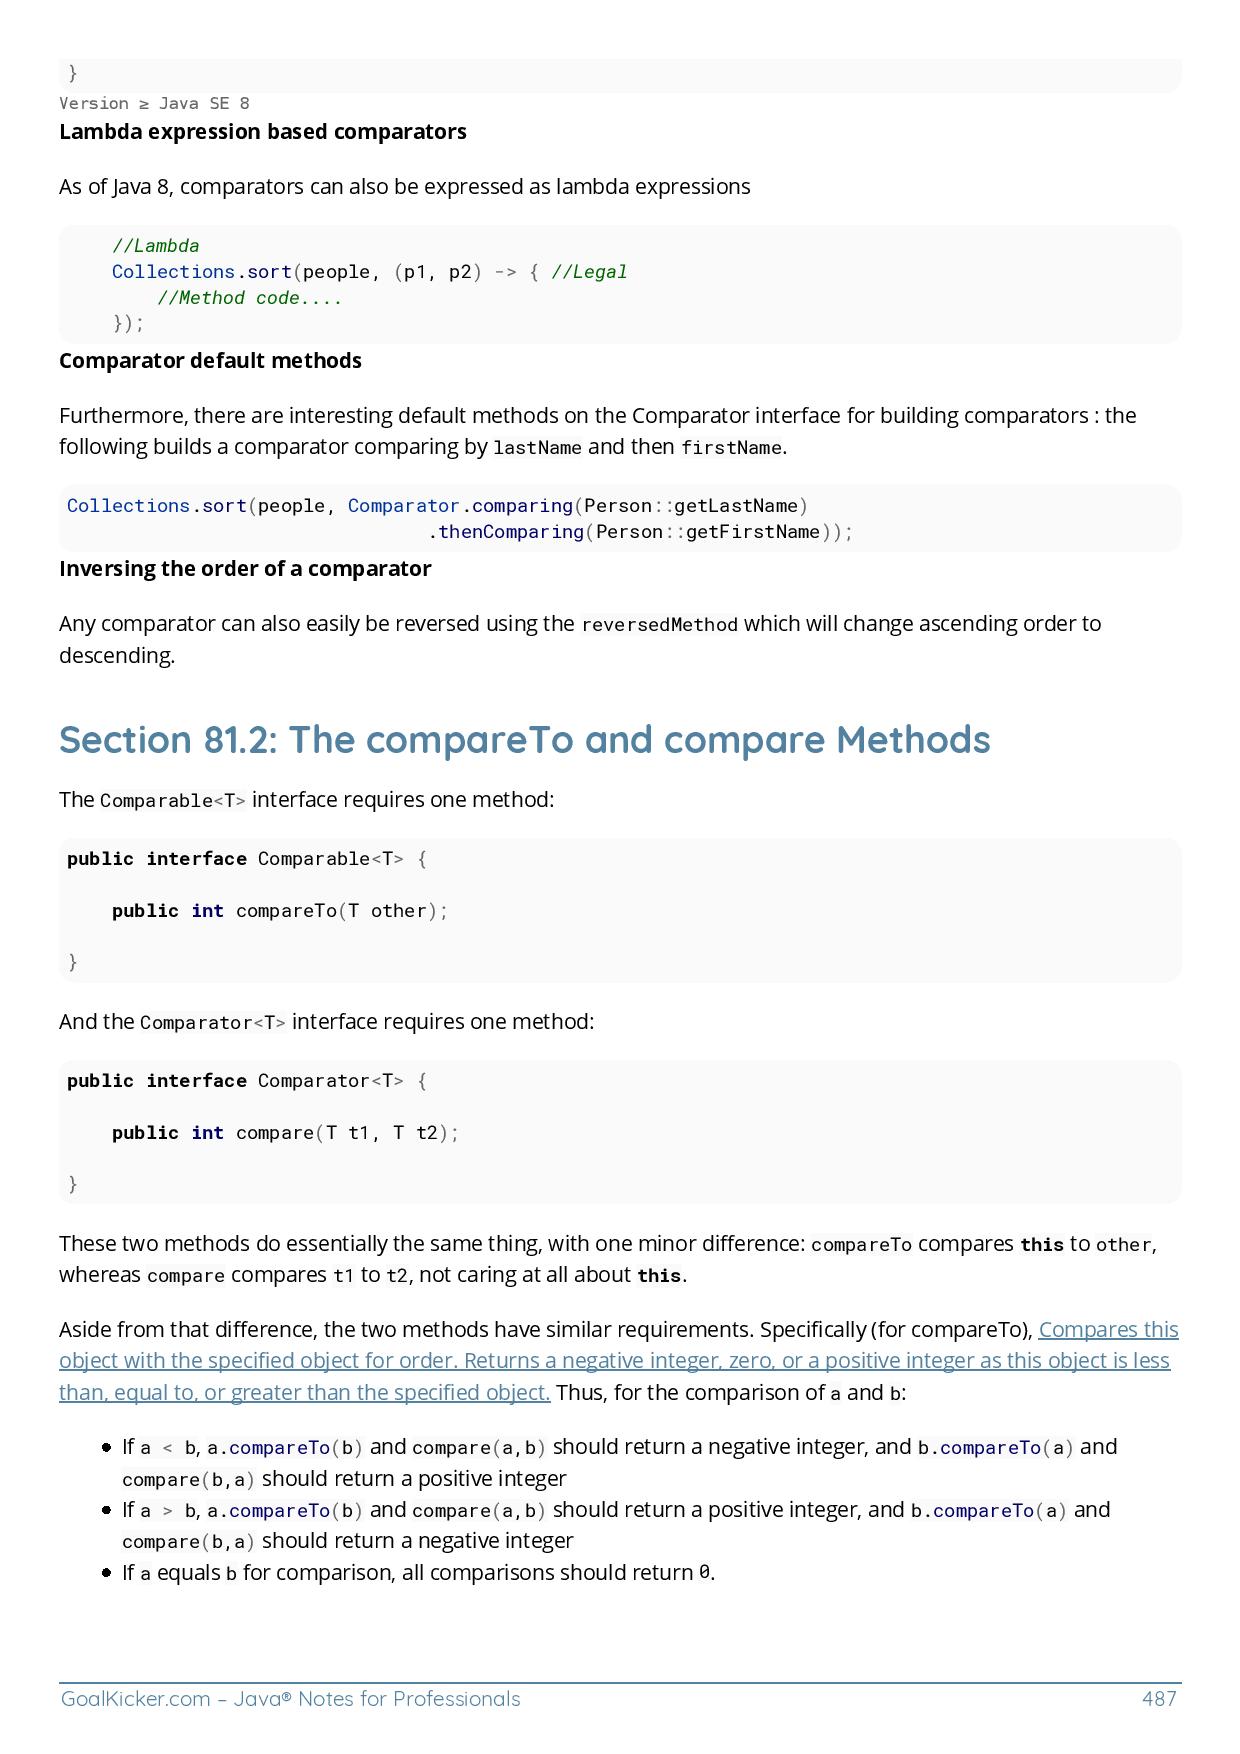 }
Version ≥ Java SE 8
Lambda expression based comparators
As of Java 8, comparators can also be expressed as lambda expressions
    //Lambda
    Collections.sort(people, (p1, p2) -> { //Legal
        //Method code....
    });
Comparator default methods
Furthermore, there are interesting default methods on the Comparator interface for building comparators : the
following builds a comparator comparing by lastName and then firstName.
Collections.sort(people, Comparator.comparing(Person::getLastName)
                                .thenComparing(Person::getFirstName));
Inversing the order of a comparator
Any comparator can also easily be reversed using the reversedMethod which will change ascending order to
descending.
Section 81.2: The compareTo and compare Methods
The Comparable<T> interface requires one method:
public interface Comparable<T> {
    public int compareTo(T other);
}
And the Comparator<T> interface requires one method:
public interface Comparator<T> {
    public int compare(T t1, T t2);
}
These two methods do essentially the same thing, with one minor difference: compareTo compares this to other,
whereas compare compares t1 to t2, not caring at all about this.
Aside from that difference, the two methods have similar requirements. Specifically (for compareTo), Compares this
object with the specified object for order. Returns a negative integer, zero, or a positive integer as this object is less
than, equal to, or greater than the specified object. Thus, for the comparison of a and b:
● If a < b, a.compareTo(b) and compare(a,b) should return a negative integer, and b.compareTo(a) and
compare(b,a) should return a positive integer
● If a > b, a.compareTo(b) and compare(a,b) should return a positive integer, and b.compareTo(a) and
compare(b,a) should return a negative integer
● If a equals b for comparison, all comparisons should return 0.
GoalKicker.com – Java® Notes for Professionals 487